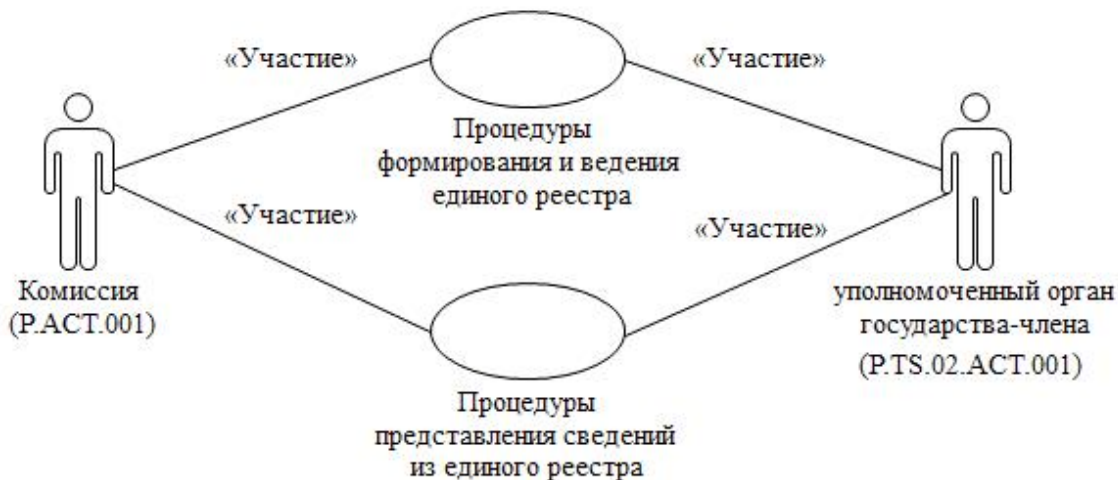 «Участие»
«Участие»
Процедуры
формирования и ведения
единого реестра
«Участие»
«Участие»
Комиссия
(P.ACT.001)
уполномоченный орган
государства-члена
(P.TS.02.ACT.001)
Процедуры
представления сведений
из единого реестра